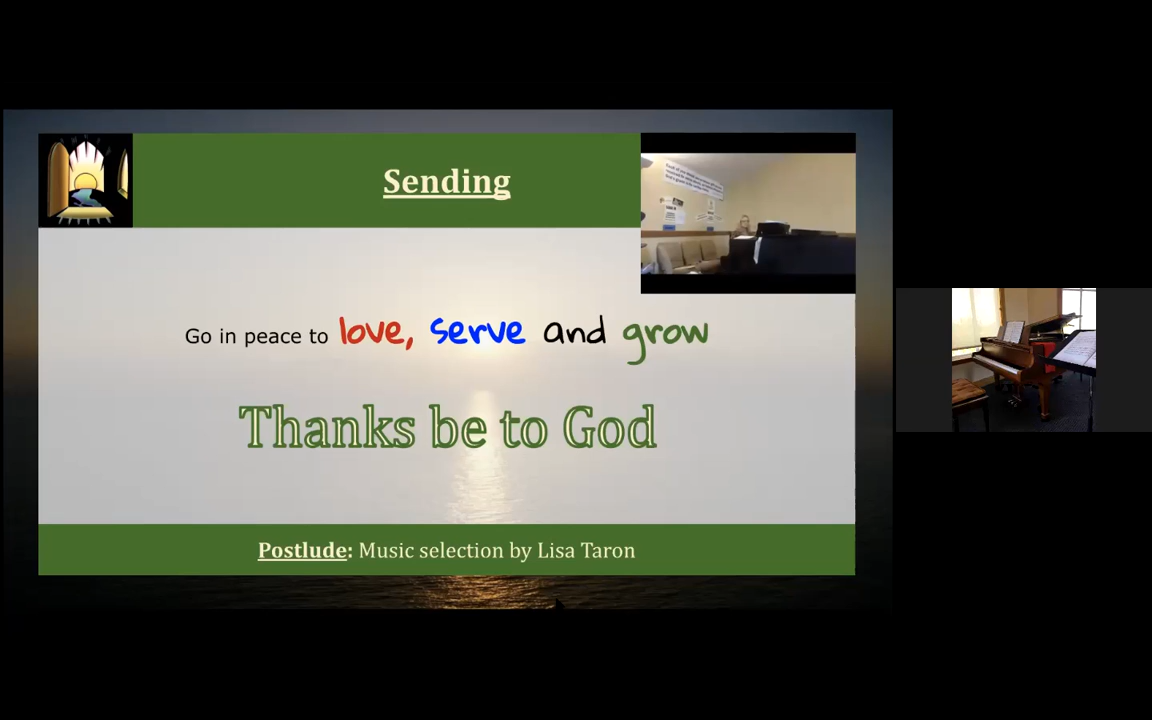 Sending
Go in peace to love, serve and grow
Thanks be to God
Postlude: Music selection by Lisa Taron